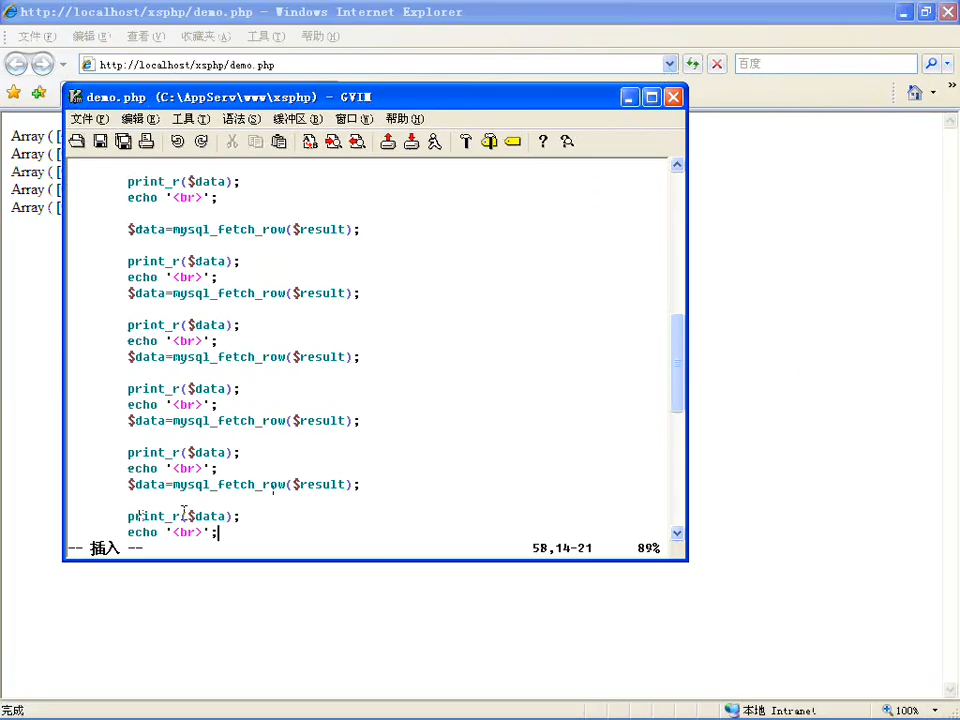 http://localhost/xsphp/demo.php - Windows Internet Explorer
文件(F) 编辑(E) 查看(V) 收藏夹(A) 工具(T) 帮助(H)
http://localhost/xsphp/demo.php
百度
demo.php (C:\AppServ\www\xsphp) - GVIM
文件(F) 编辑(E) 工具(T) 语法(S) 缓冲区(B) 窗口(W) 帮助(H)
Array ( [
Array ( [
Array ( [
Array ( [
Array ( [
print_r($data);
echo '<br>';
$data=mysql_fetch_row($result);
print_r($data);
echo '<br>';
$data=mysql_fetch_row($result);
print_r($data);
echo '<br>';
$data=mysql_fetch_row($result);
print_r($data);
echo '<br>';
$data=mysql_fetch_row($result);
print_r($data);
echo '<br>';
$data=mysql_fetch_row($result);
print_r($data);
echo '<br>';
-- 插入 --
58,14-21 89%
完成
本地 Intranet
100%